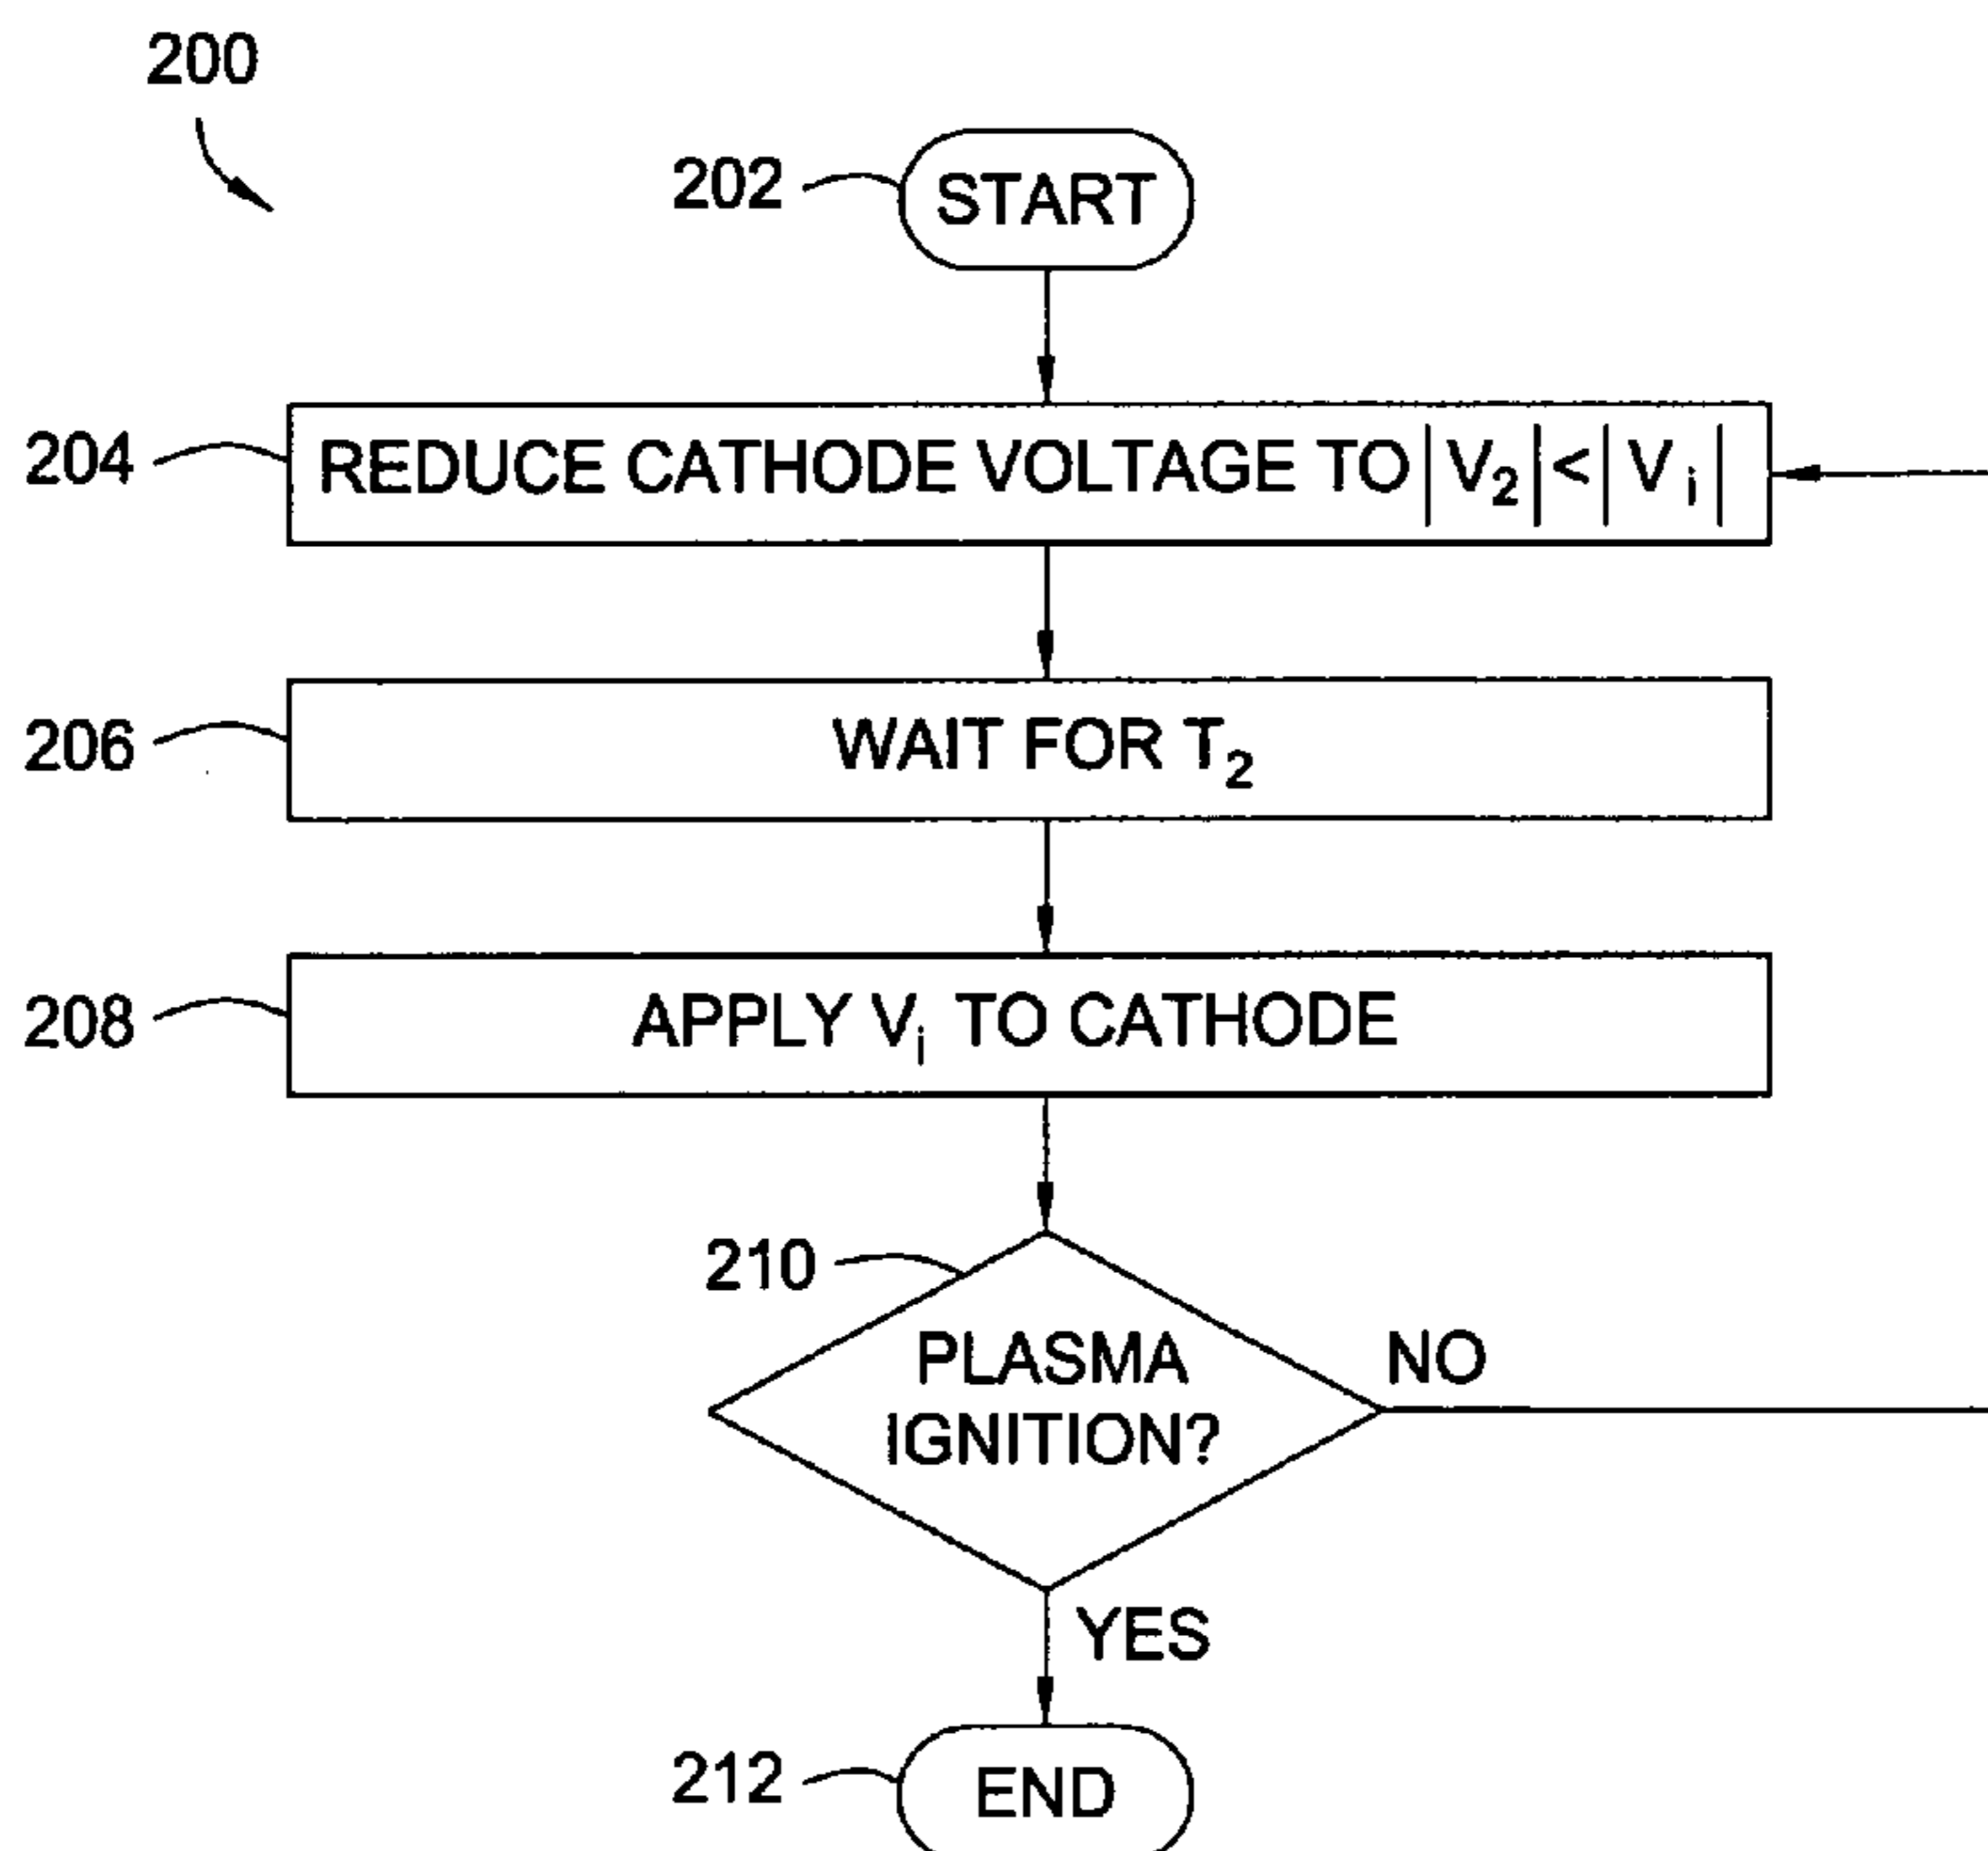 200
202 START
204 REDUCE CATHODE VOLTAGE TO |V₂|<|Vᵢ|
206 WAIT FOR T₂
208 APPLY Vᵢ TO CATHODE
210
PLASMA NO
IGNITION?
YES
212 END